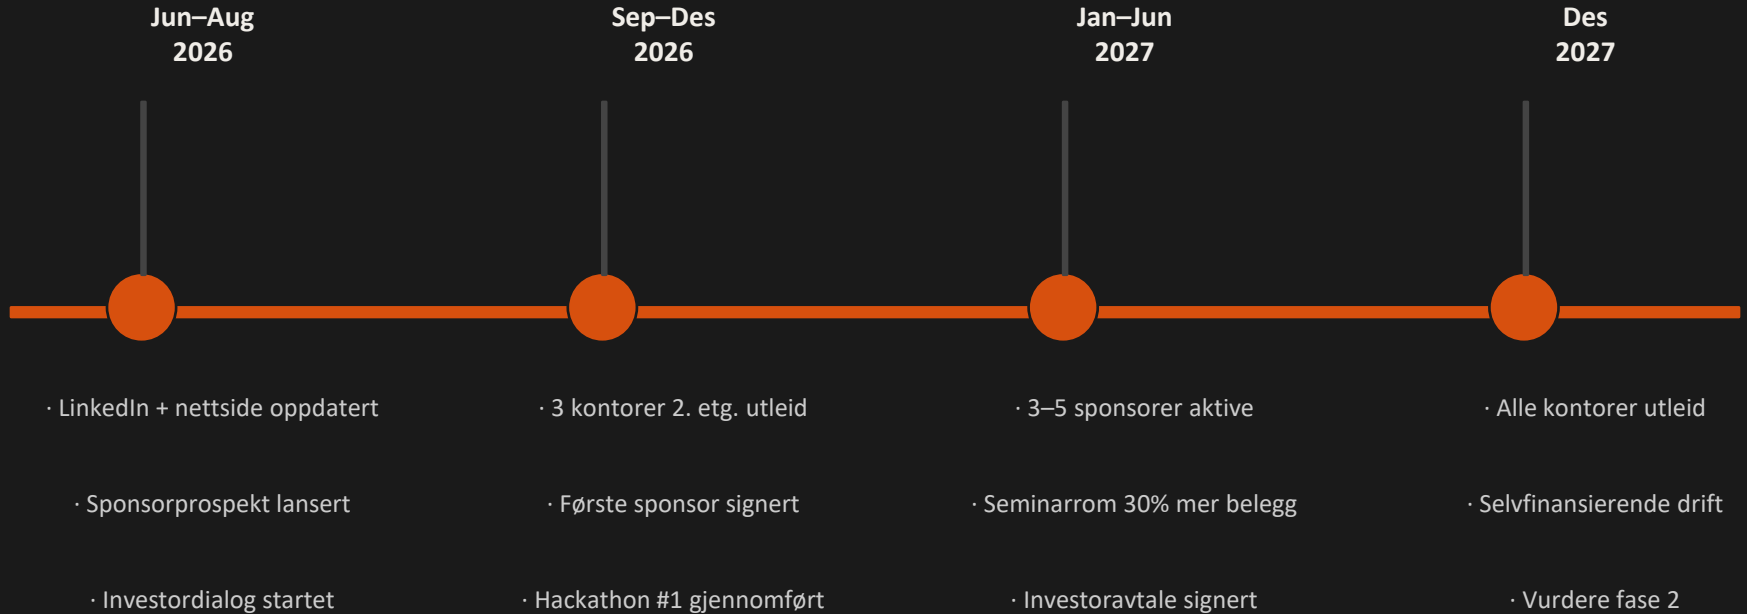 Jun–Aug
2026
Sep–Des
2026
Jan–Jun
2027
Des
2027
· LinkedIn + nettside oppdatert
· Sponsorprospekt lansert
· Investordialog startet
· 3 kontorer 2. etg. utleid
· Første sponsor signert
· Hackathon #1 gjennomført
· 3–5 sponsorer aktive
· Seminarrom 30% mer belegg
· Investoravtale signert
· Alle kontorer utleid
· Selvfinansierende drift
· Vurdere fase 2